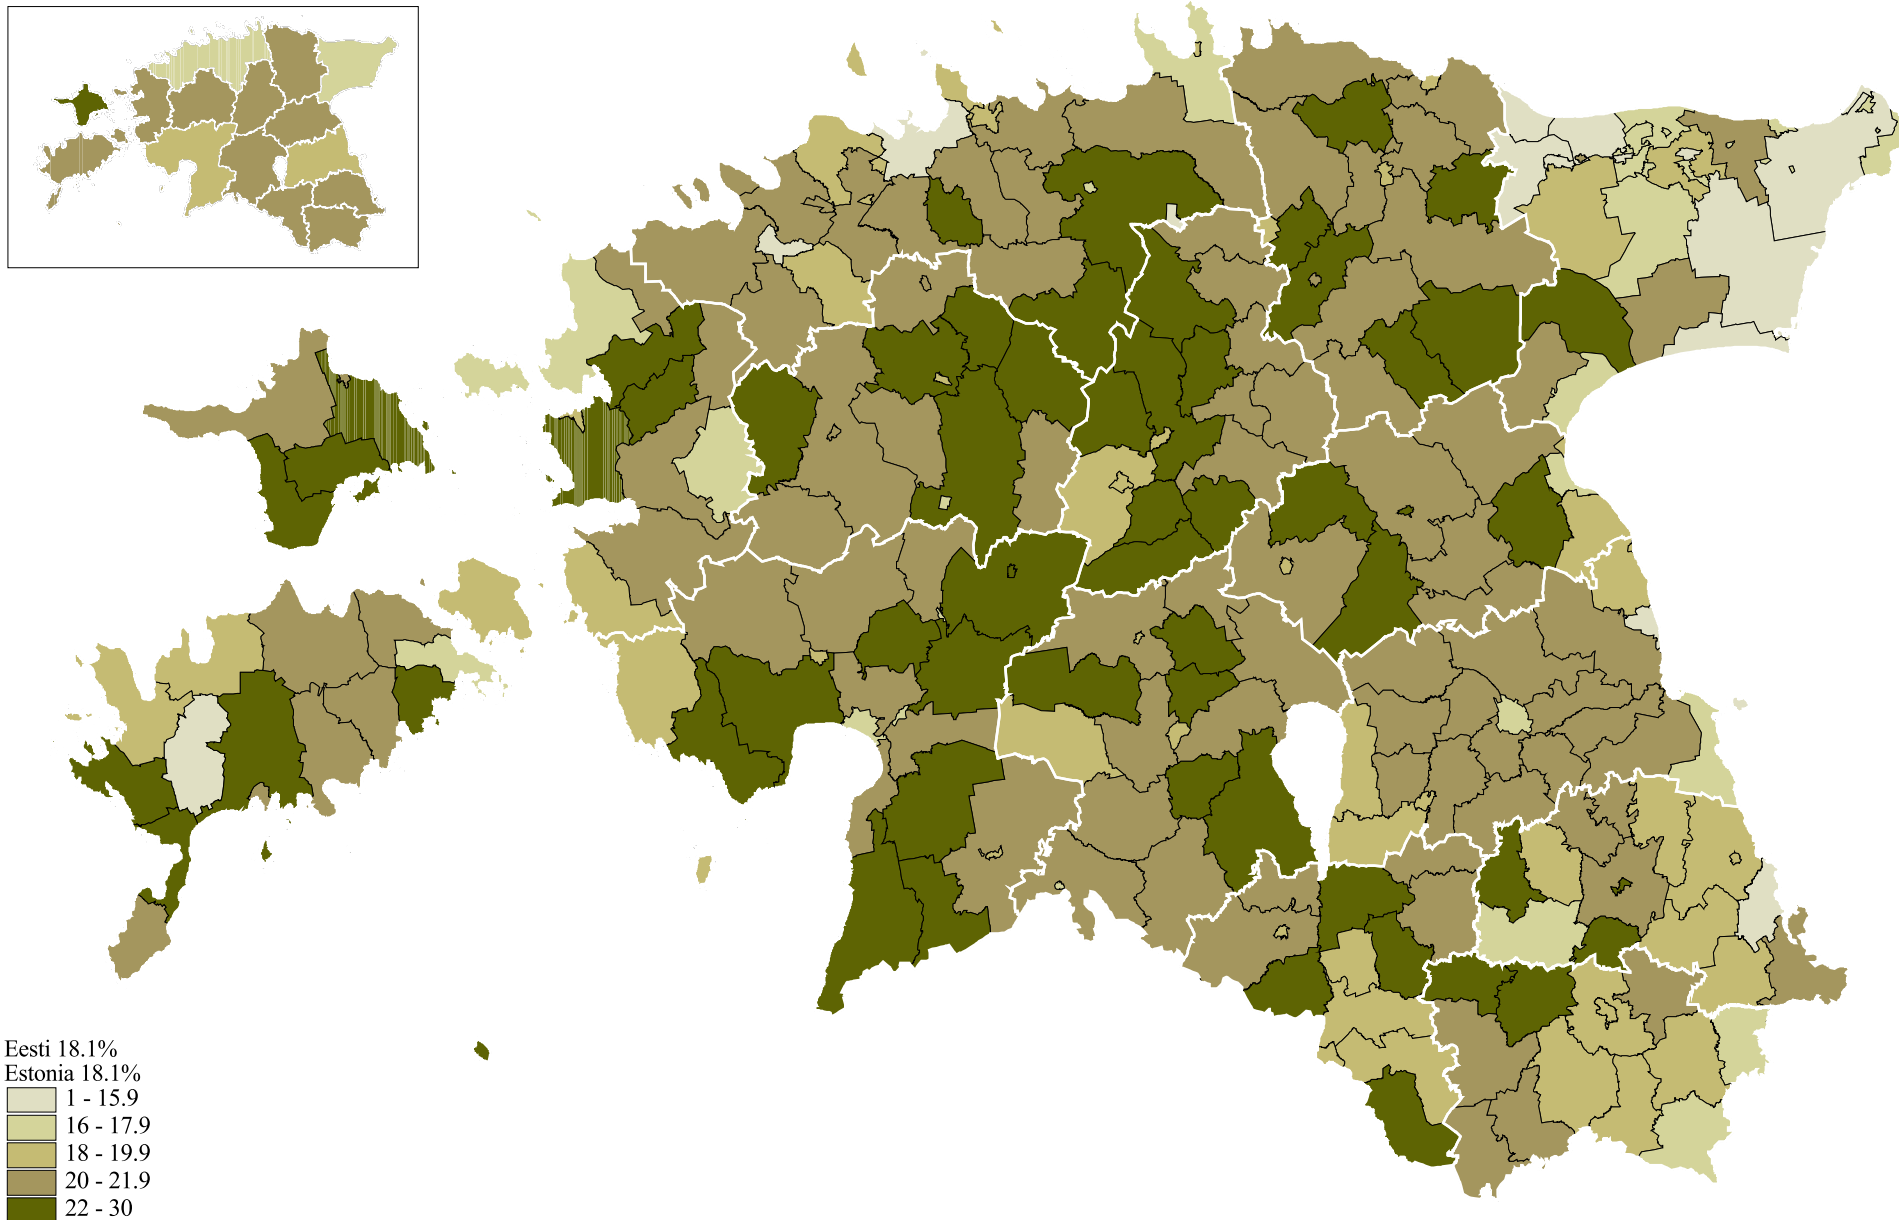 Eesti 18.1%
Estonia 18.1%
1 - 15.9
16 - 17.9
18 - 19.9
20 - 21.9
22 - 30